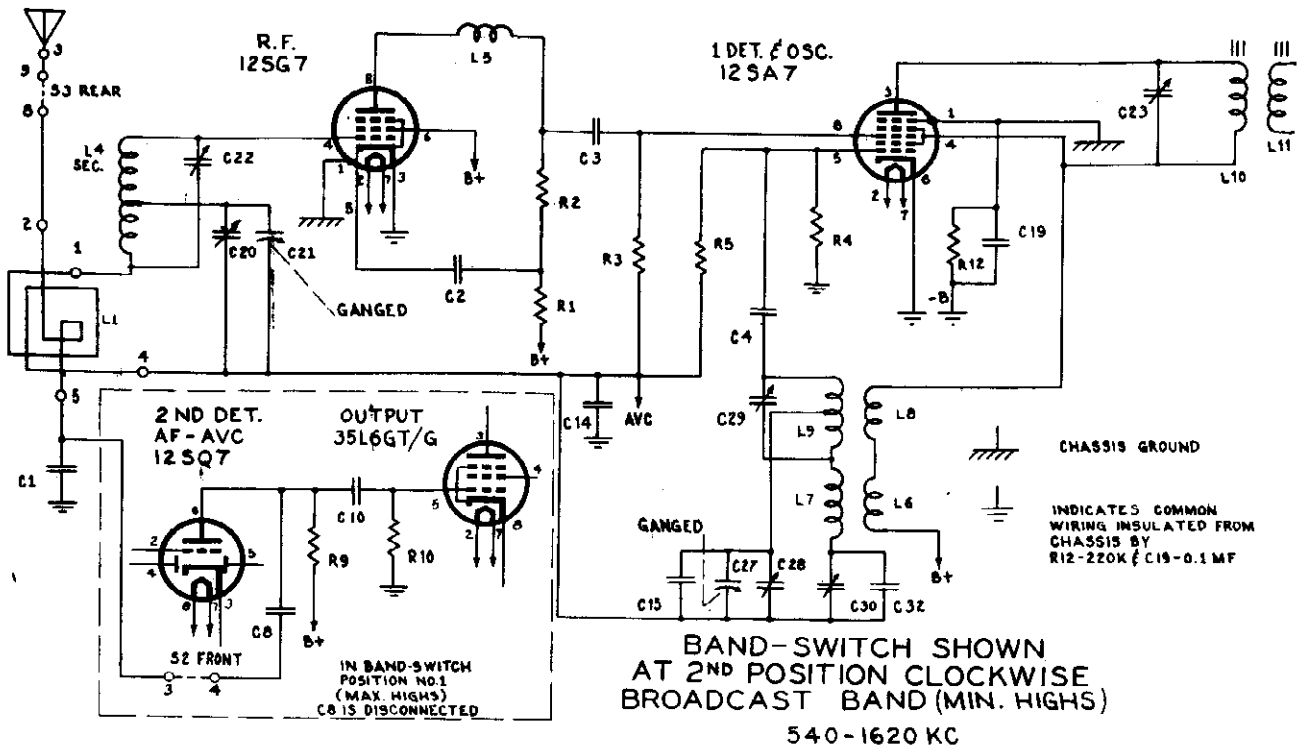 R.F.
12SG7
L5
1 DET. & OSC.
12SA7
3
9
S3 REAR
8
L4
SEC.
C22
4
8
6
B+
1
2
7
3
5
C3
R2
C20
C21
GANGED
C2
R1
B+
2
1
L1
4
5
C1
R3
R5
R4
8
5
3
1
4
2
7
6
R12
C19
-B
C23
L10
L11
C4
C14
AVC
C29
L9
L8
L7
L6
B+
GANGED
C15
C27
C28
C30
C32
CHASSIS GROUND
INDICATES COMMON
WIRING INSULATED FROM
CHASSIS BY
R12-220K & C19-0.1 MF
2ND DET.
AF-AVC
12SQ7
OUTPUT
35L6GT/G
6
2
4
5
8
7
3
C10
R9
R10
B+
C8
3
4
5
2
7
8
S2 FRONT
3
4
IN BAND-SWITCH
POSITION NO.1
(MAX. HIGHS)
C8 IS DISCONNECTED
BAND-SWITCH SHOWN
AT 2ND POSITION CLOCKWISE
BROADCAST BAND (MIN. HIGHS)
540-1620 KC